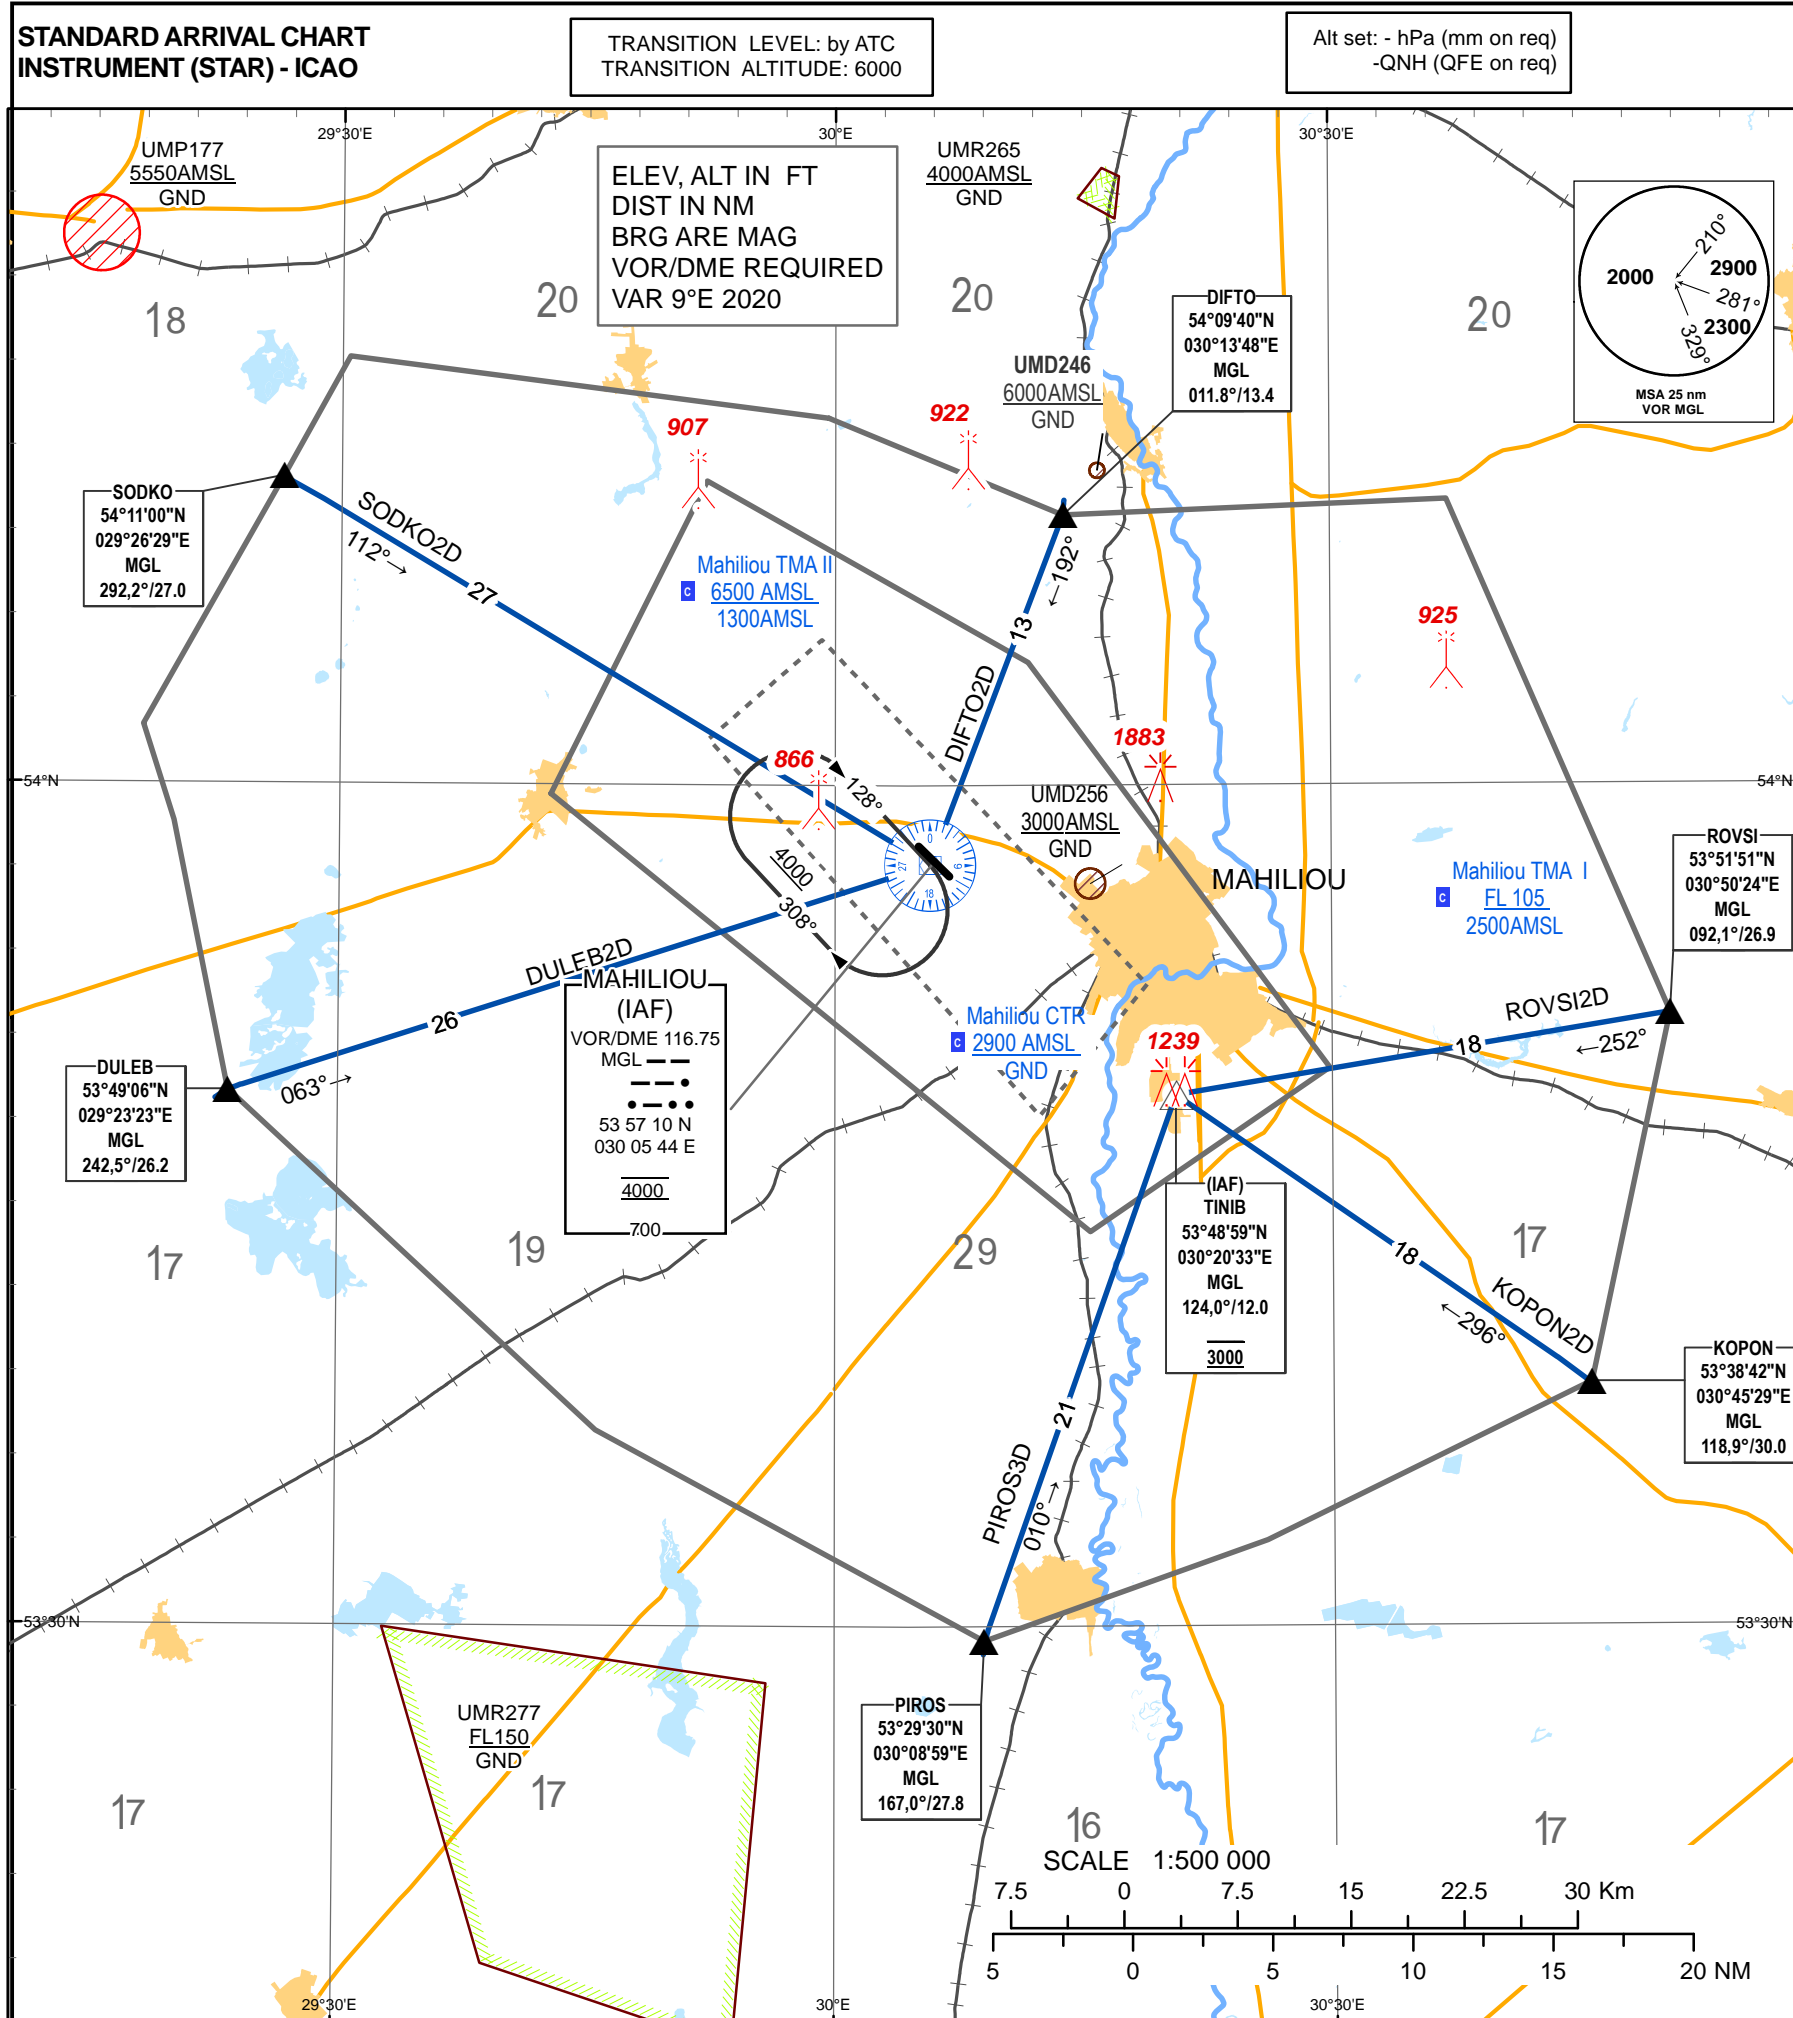 STANDARD ARRIVAL CHART
INSTRUMENT (STAR) - ICAO
TRANSITION LEVEL: by ATC
TRANSITION ALTITUDE: 6000
Alt set: - hPa (mm on req)
-QNH (QFE on req)
29°30'E
30°E
30°30'E
UMP177
5550AMSL
GND
ELEV, ALT IN FT
DIST IN NM
BRG ARE MAG
VOR/DME REQUIRED
VAR 9°E 2020
UMR265
4000AMSL
GND
210°
2000
2900
281°
2300
329°
MSA 25 nm
VOR MGL
18
20
20
20
DIFTO
54°09'40"N
030°13'48"E
MGL
011.8°/13.4
UMD246
6000AMSL
GND
907
922
SODKO
54°11'00"N
029°26'29"E
MGL
292,2°/27.0
SODKO2D
112°→
27
←192°
13
DIFTO2D
Mahiliou TMA II
C
6500 AMSL
1300AMSL
925
1883
866
128°
4000
308°
54°N
54°N
UMD256
3000AMSL
GND
0
9
18
27
MAHILIOU
Mahiliou TMA I
C
FL 105
2500AMSL
ROVSI
53°51'51"N
030°50'24"E
MGL
092,1°/26.9
DULEB2D
26
063°→
DULEB
53°49'06"N
029°23'23"E
MGL
242,5°/26.2
MAHILIOU
(IAF)
VOR/DME 116.75
MGL
53 57 10 N
030 05 44 E
4000
700
Mahiliou CTR
C
2900 AMSL
GND
1239
ROVSI2D
18
←252°
(IAF)
TINIB
53°48'59"N
030°20'33"E
MGL
124,0°/12.0
3000
17
19
29
17
18
KOPON2D
←296°
KOPON
53°38'42"N
030°45'29"E
MGL
118,9°/30.0
21
PIROS3D
010°→
53°30'N
53°30'N
PIROS
53°29'30"N
030°08'59"E
MGL
167,0°/27.8
UMR277
FL150
GND
17
17
16
17
SCALE 1:500 000
7.5 0 7.5 15 22.5 30 Km
5 0 5 10 15 20 NM
29°30'E
30°E
30°30'E